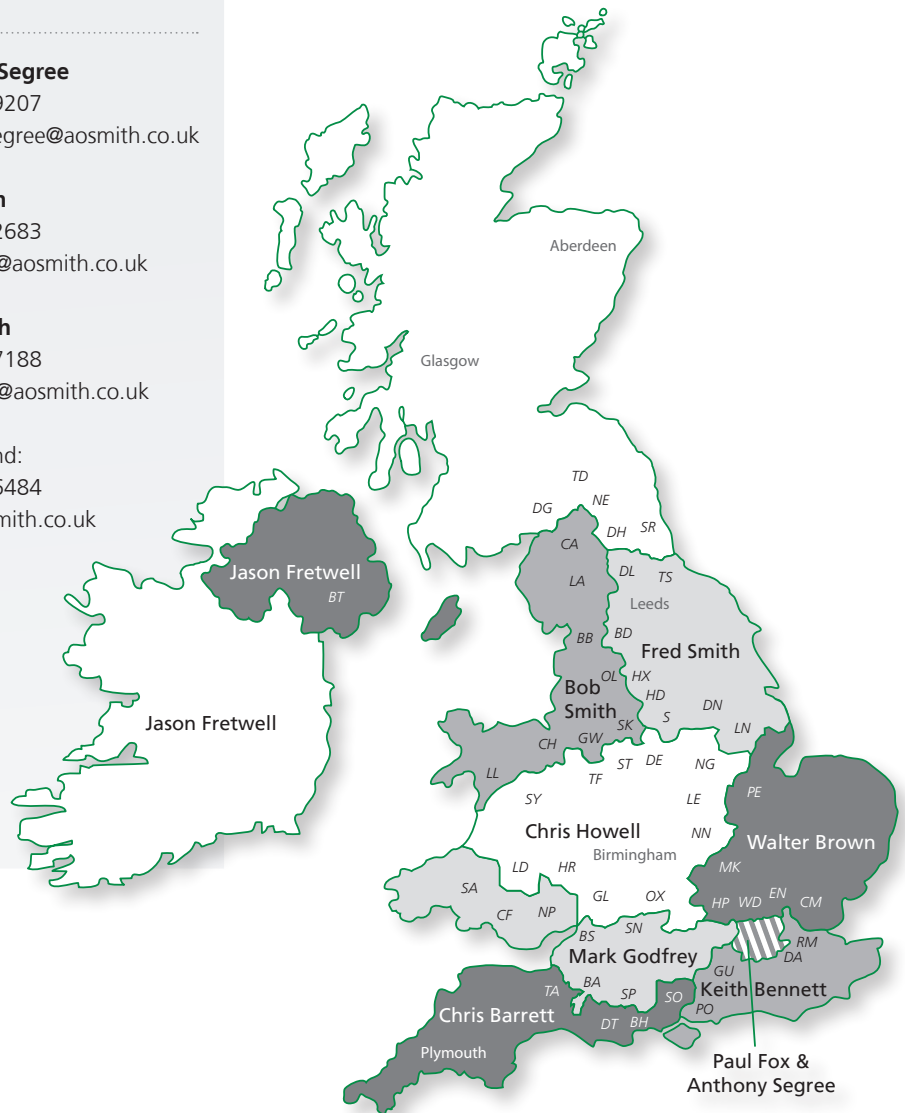 Segree
9207
egree@aosmith.co.uk
n
2683
@aosmith.co.uk
h
7188
@aosmith.co.uk
nd:
5484
mith.co.uk
Aberdeen
Glasgow
TD
NE
DG
DH
SR
CA
LA
DL
TS
Jason Fretwell
BT
Leeds
BB
BD
Fred Smith
OL
HX
Bob
Smith
HD
DN
S
LN
SK
GW
CH
LL
Jason Fretwell
ST
DE
NG
TF
SY
LE
PE
Chris Howell
NN
Walter Brown
Birmingham
MK
LD
HR
GL
OX
HP
WD
EN
CM
SA
CF
NP
BS
SN
RM
DA
Mark Godfrey
GU
Keith Bennett
TA
BA
SP
SO
PO
Chris Barrett
DT
BH
Plymouth
Paul Fox &
Anthony Segree